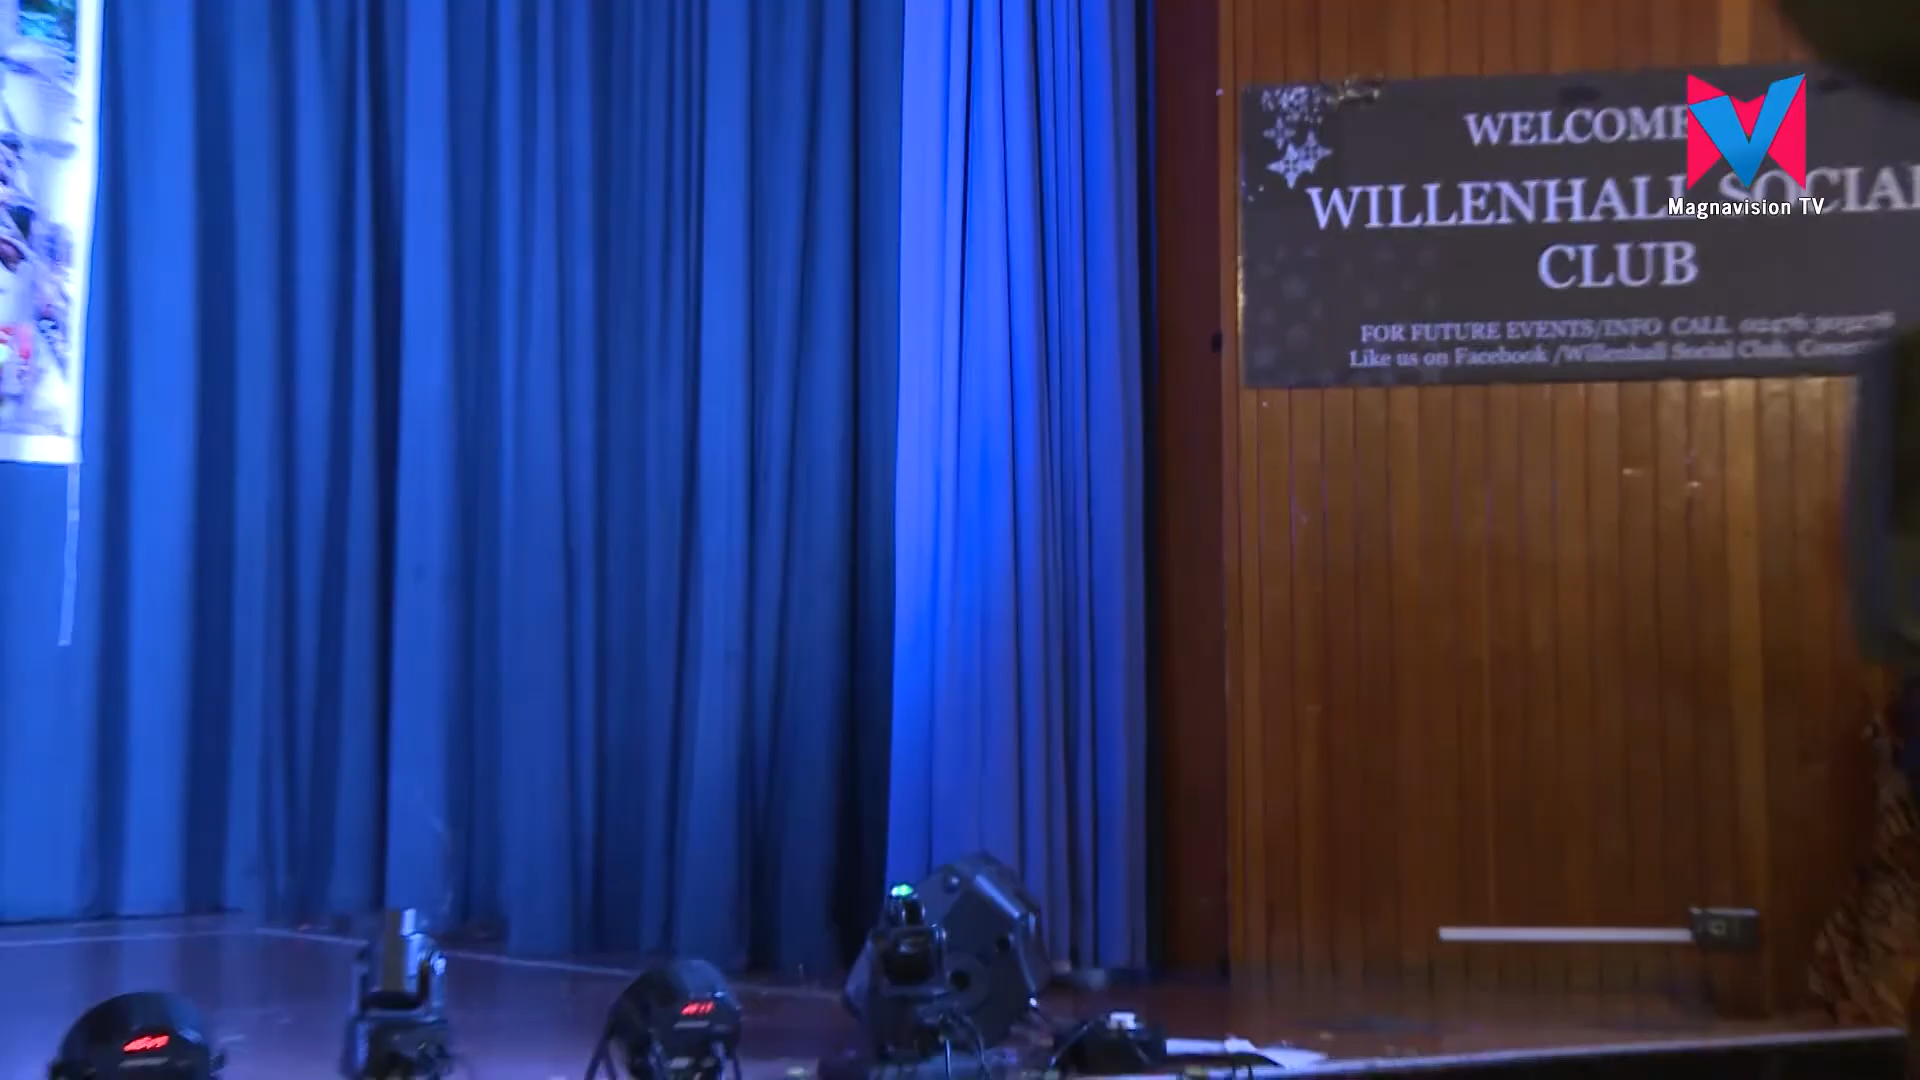 WELCOME
WILLENHALL SOCIAL
CLUB
FOR FUTURE EVENTS/INFO CALL
Like us on Facebook /Willenhall Social Club,
Magnavision TV